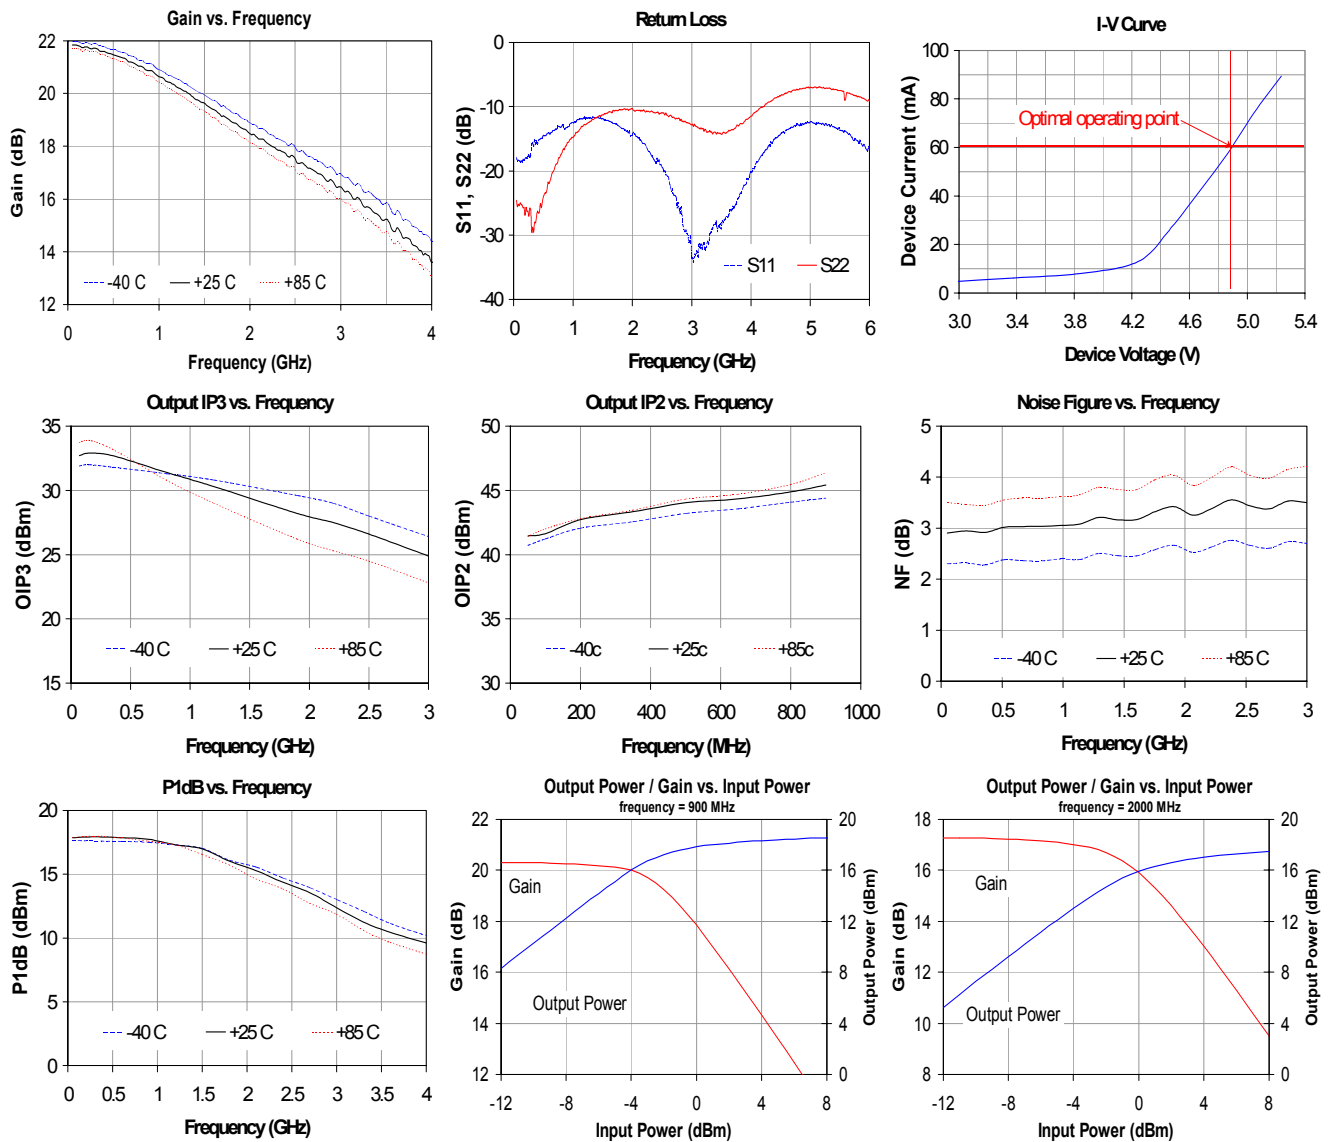 Gain vs. Frequency
22
20
18
16
14
12
Gain (dB)
-40 C
+25 C
+85 C
0
1
2
3
4
Frequency (GHz)
Return Loss
0
-10
-20
-30
-40
S11, S22 (dB)
S11
S22
0
1
2
3
4
5
6
Frequency (GHz)
I-V Curve
100
80
60
40
20
0
Device Current (mA)
Optimal operating point
3.0
3.4
3.8
4.2
4.6
5.0
5.4
Device Voltage (V)
Output IP3 vs. Frequency
35
30
25
20
15
OIP3 (dBm)
-40 C
+25 C
+85 C
0
0.5
1
1.5
2
2.5
3
Frequency (GHz)
Output IP2 vs. Frequency
50
45
40
35
30
OIP2 (dBm)
-40c
+25c
+85c
0
200
400
600
800
1000
Frequency (MHz)
Noise Figure vs. Frequency
5
4
3
2
1
0
NF (dB)
-40 C
+25 C
+85 C
0
0.5
1
1.5
2
2.5
3
Frequency (GHz)
P1dB vs. Frequency
20
15
10
5
0
P1dB (dBm)
-40 C
+25 C
+85 C
0
0.5
1
1.5
2
2.5
3
3.5
4
Frequency (GHz)
Output Power / Gain vs. Input Power
frequency = 900 MHz
22
20
18
16
14
12
Gain (dB)
Gain
Output Power
20
16
12
8
4
0
Output Power (dBm)
-12
-8
-4
0
4
8
Input Power (dBm)
Output Power / Gain vs. Input Power
frequency = 2000 MHz
18
16
14
12
10
8
Gain (dB)
Gain
Output Power
20
16
12
8
4
0
Output Power (dBm)
-12
-8
-4
0
4
8
Input Power (dBm)